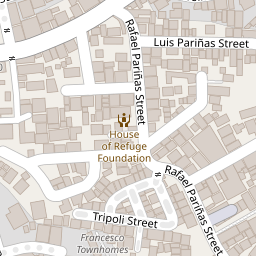 Rafael Pariñas Street
Luis Pariñas Street
House
of Refuge
Foundation
Rafael Pariñas Street
Tripoli Street
Francesco
Townhomes